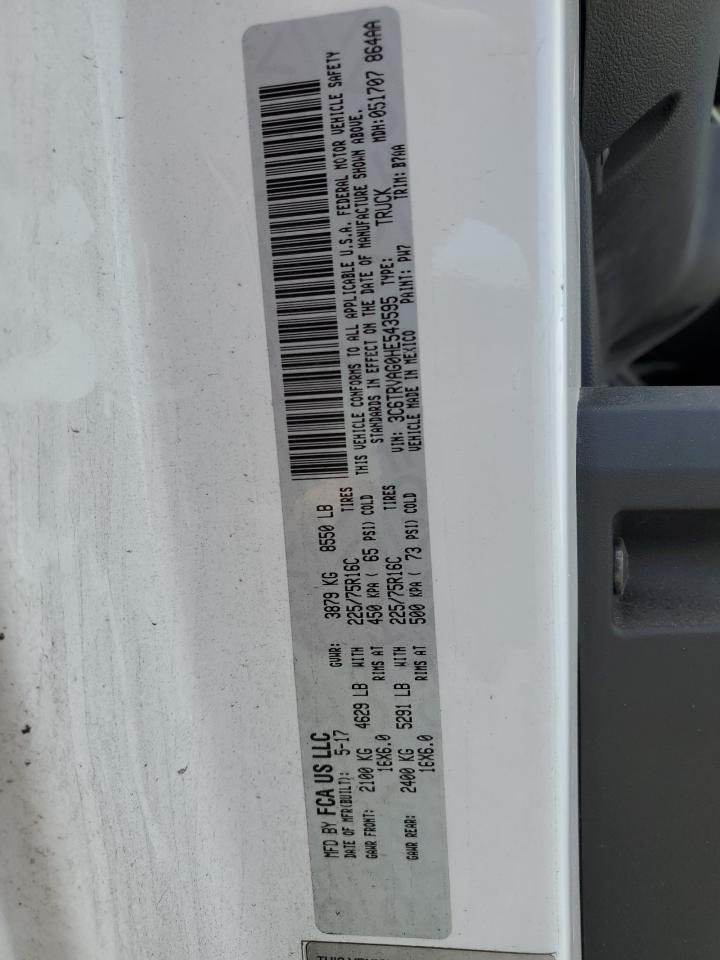 MFD BY FCA US LLC
DATE OF MFR(BUILT): 5-17 GVWR: 3879 KG 8550 LB
GAWR FRONT: 2100 KG 4629 LB WITH 225/75R16C TIRES
16X6.0 RIMS AT 450 KPA ( 65 PSI) COLD
GAWR REAR: 2400 KG 5291 LB WITH 225/75R16C TIRES
16X6.0 RIMS AT 500 KPA ( 73 PSI) COLD
THIS VEHICLE CONFORMS TO ALL APPLICABLE U.S.A. FEDERAL MOTOR VEHICLE SAFETY
STANDARDS IN EFFECT ON THE DATE OF MANUFACTURE SHOWN ABOVE.
MDH:051707 864AA
VIN: 3C6TRVAG0HE543595 TYPE: TRUCK
VEHICLE MADE IN MEXICO PAINT: PW7 TRIM: B7AA